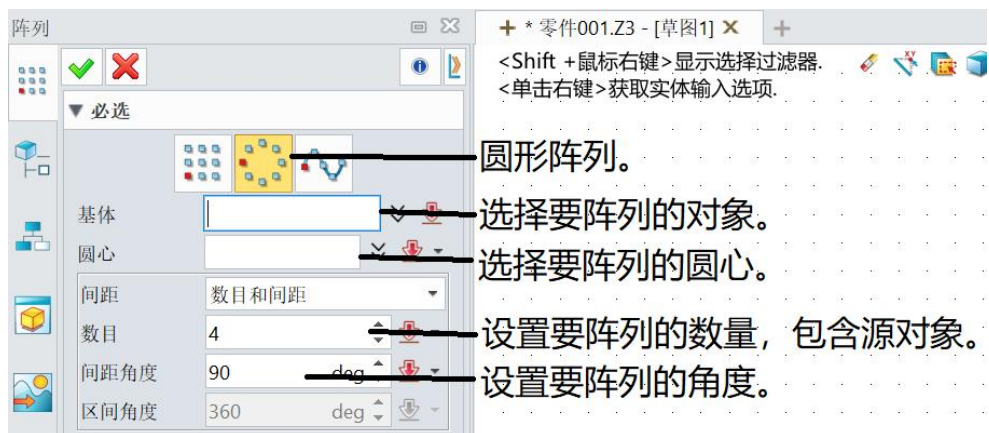 阵列
+ * 零件001.Z3 - [草图1] X +
<Shift +鼠标右键>显示选择过滤器.
<单击右键>获取实体输入选项.
XY
▼ 必选
圆形阵列。
基体
选择要阵列的对象。
圆心
选择要阵列的圆心。
间距 数目和间距
数目 4
设置要阵列的数量，包含源对象。
间距角度 90 deg
设置要阵列的角度。
区间角度 360 deg